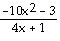 −10x² − 3
4x + 1